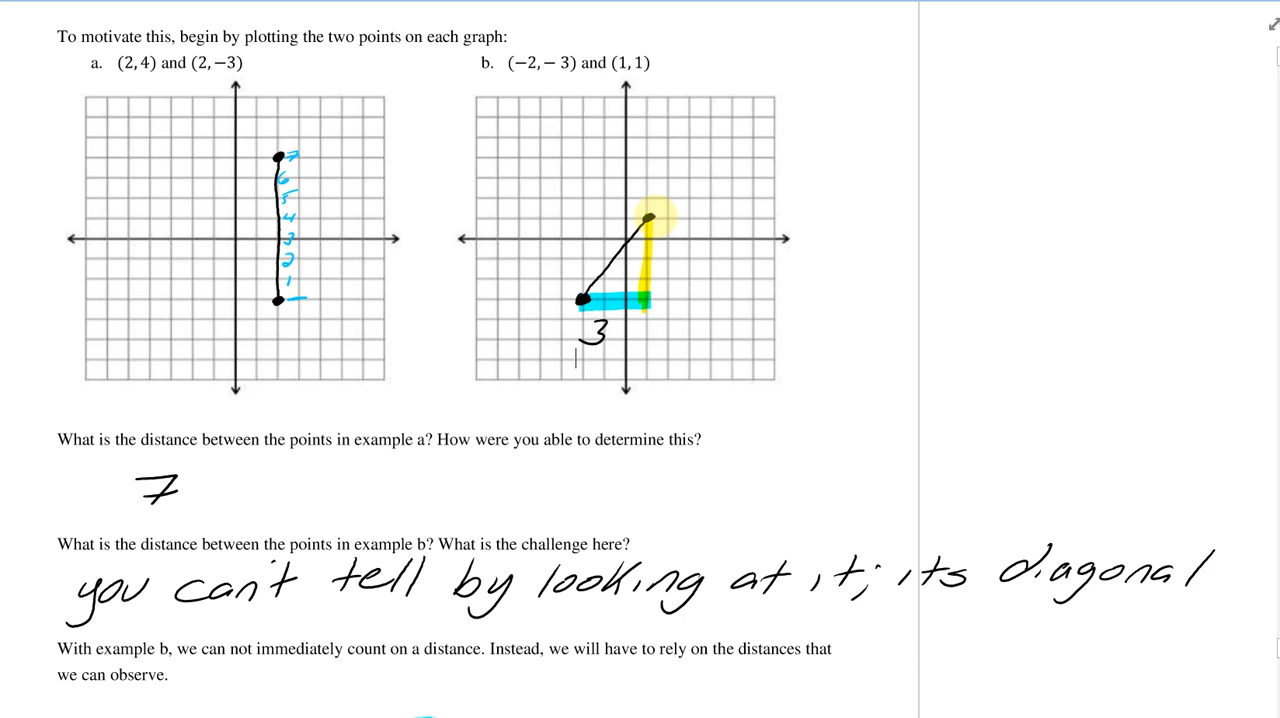 To motivate this, begin by plotting the two points on each graph:
a. (2, 4) and (2, −3)
b. (−2, − 3) and (1, 1)
7
6
5
4
3
2
1
3
What is the distance between the points in example a? How were you able to determine this?
7
What is the distance between the points in example b? What is the challenge here?
you can't tell by looking at it; its diagonal
With example b, we can not immediately count on a distance. Instead, we will have to rely on the distances that
we can observe.